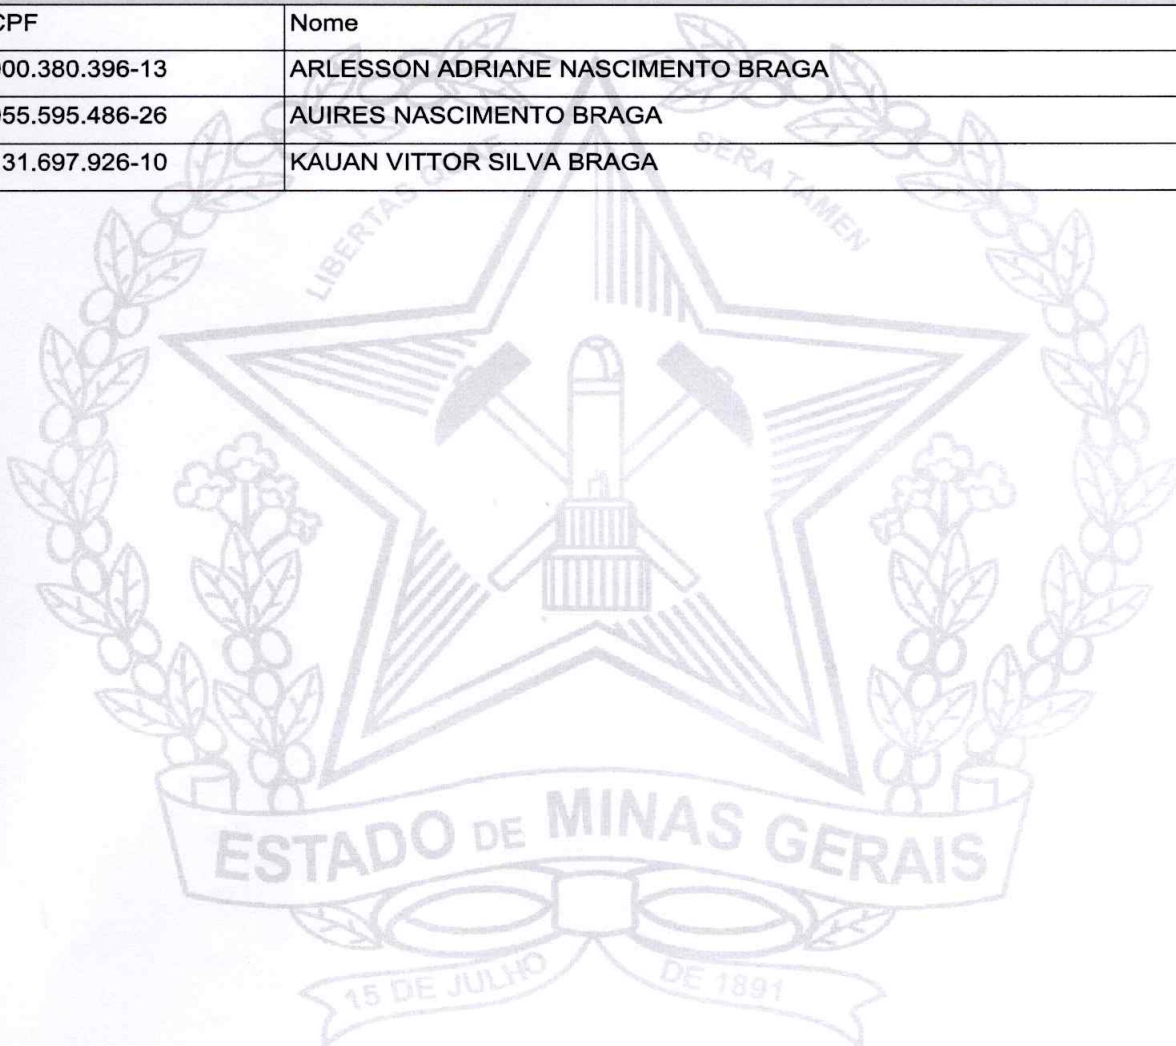 CPF Nome
00.380.396-13 ARLESSON ADRIANE NASCIMENTO BRAGA
55.595.486-26 AUIRES NASCIMENTO BRAGA
31.697.926-10 KAUAN VITTOR SILVA BRAGA
LIBERTAS QUAE SERA TAMEN
ESTADO DE MINAS GERAIS
15 DE JULHO DE 1891